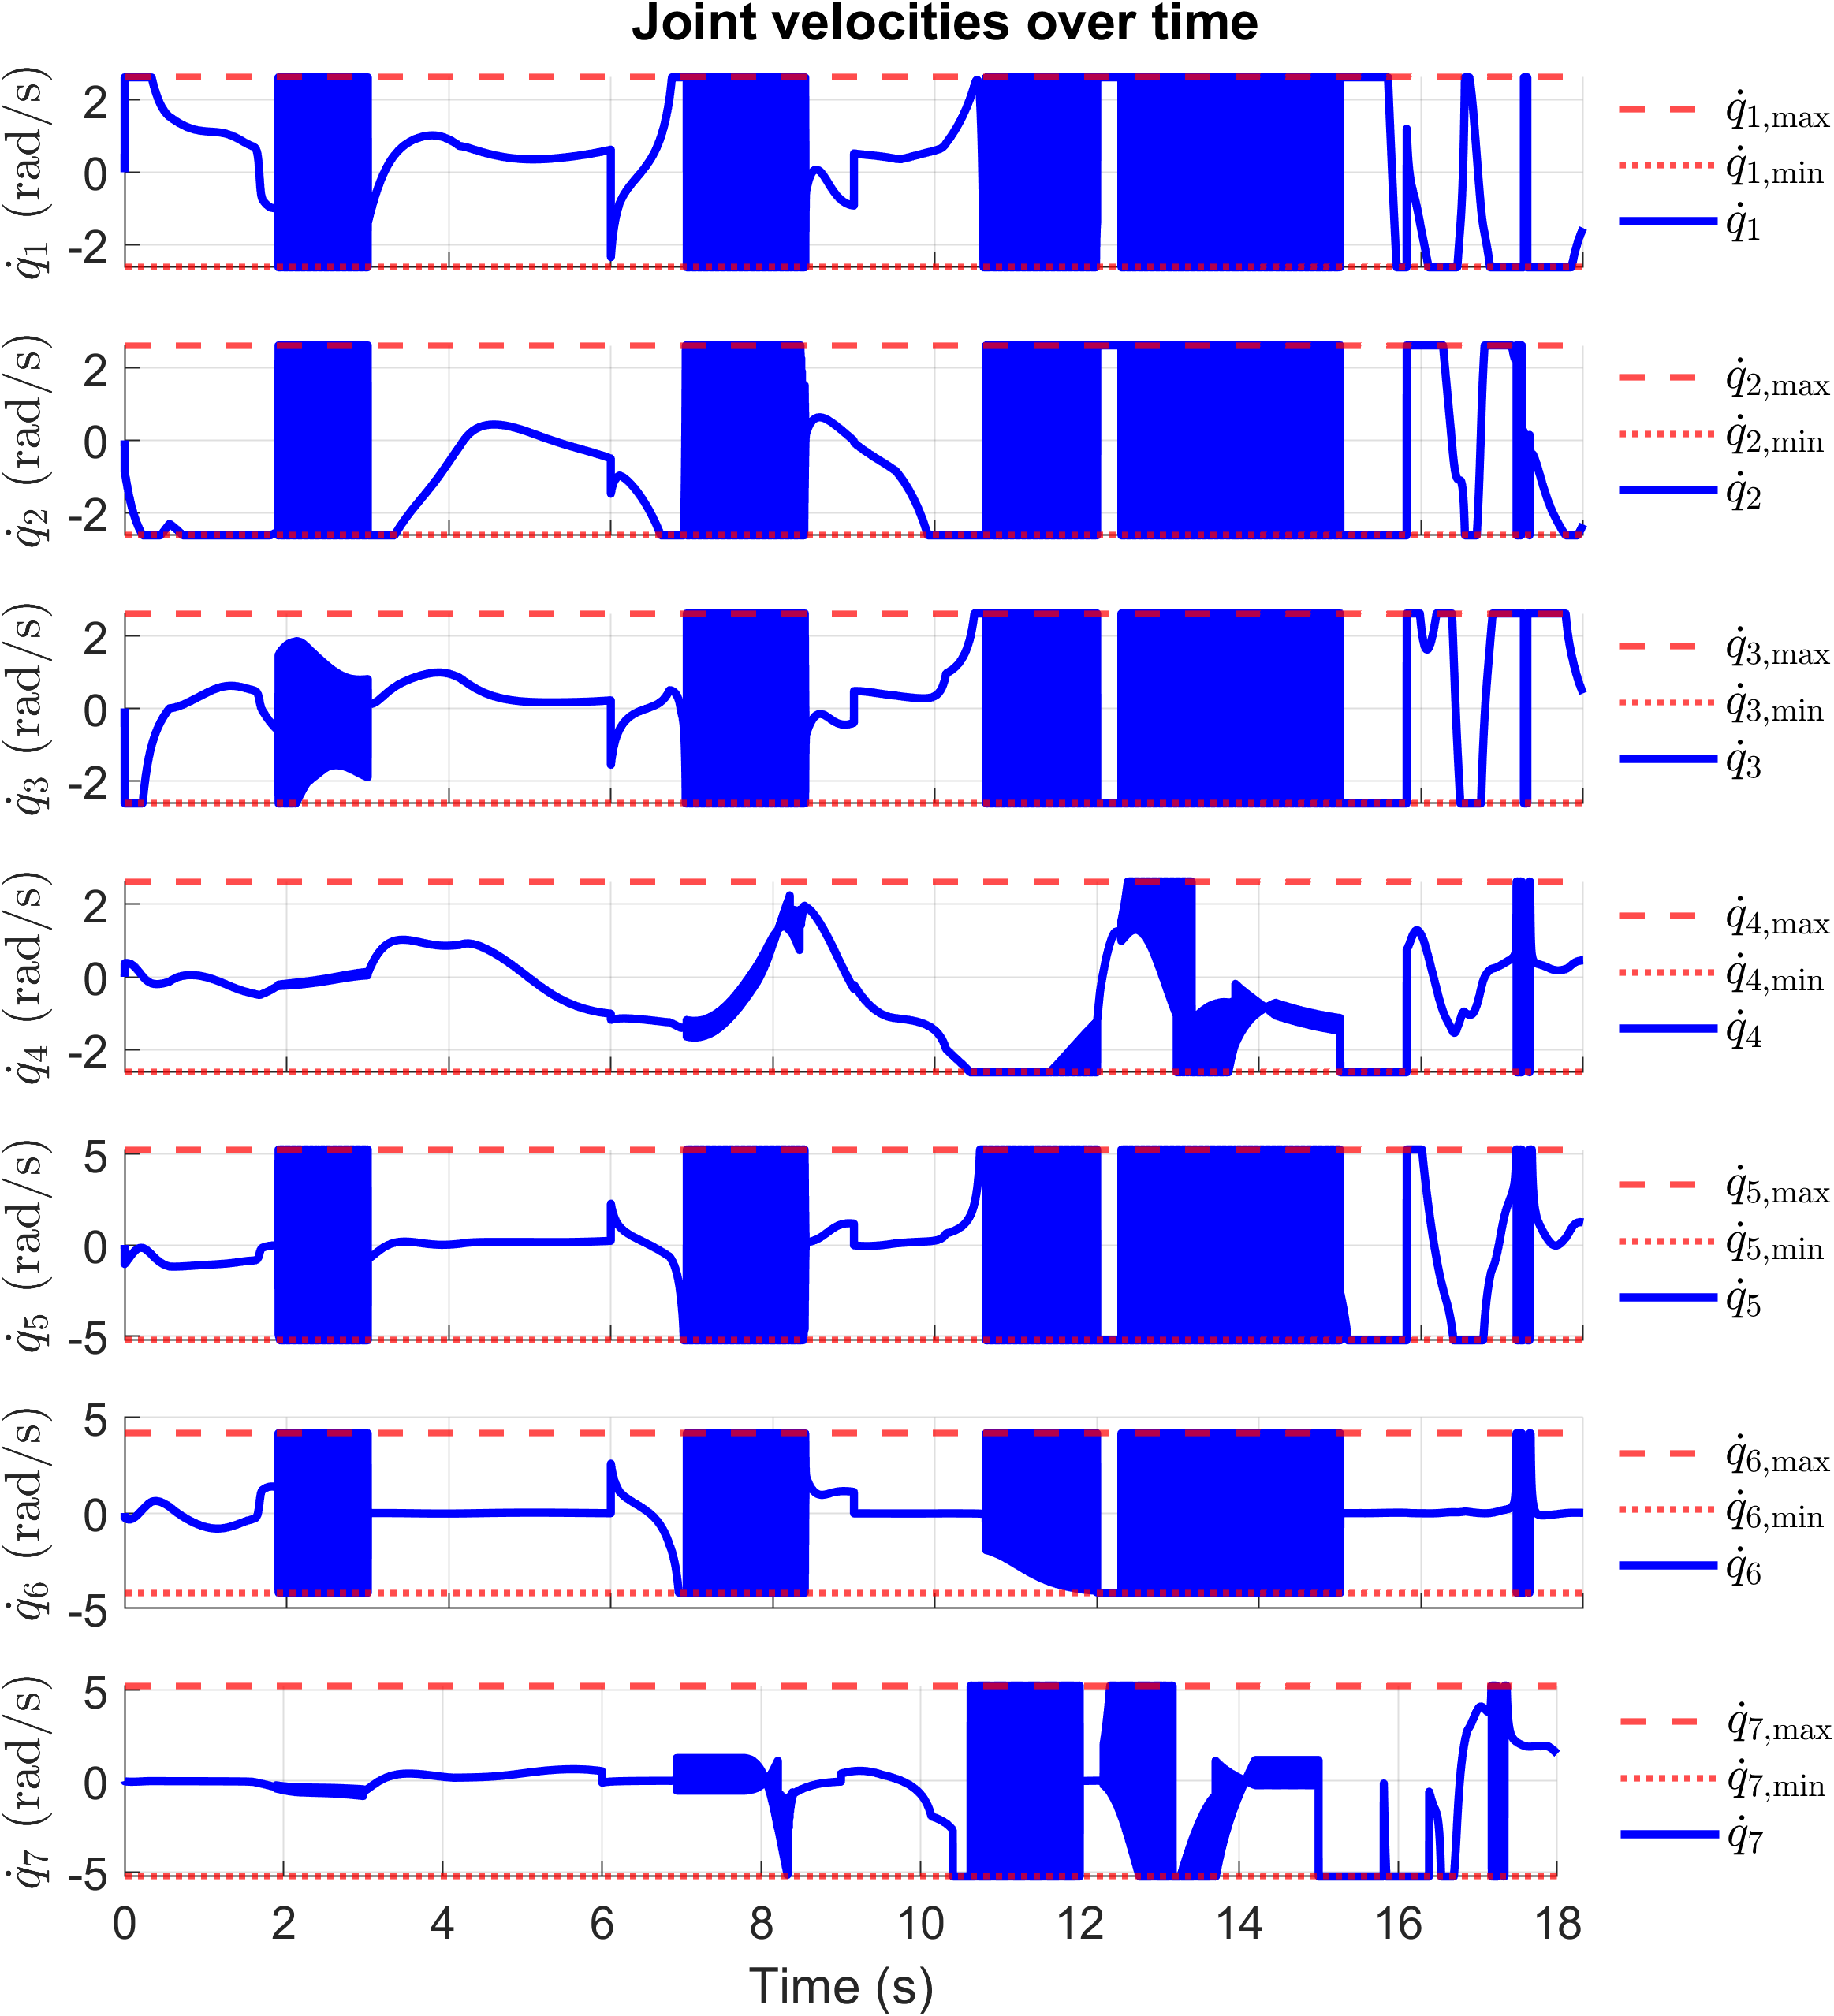 Joint velocities over time
q̇1 (rad/s)
2
0
-2
q̇1,max
q̇1,min
q̇1
q̇2 (rad/s)
2
0
-2
q̇2,max
q̇2,min
q̇2
q̇3 (rad/s)
2
0
-2
q̇3,max
q̇3,min
q̇3
q̇4 (rad/s)
2
0
-2
q̇4,max
q̇4,min
q̇4
q̇5 (rad/s)
5
0
-5
q̇5,max
q̇5,min
q̇5
q̇6 (rad/s)
5
0
-5
q̇6,max
q̇6,min
q̇6
q̇7 (rad/s)
5
0
-5
q̇7,max
q̇7,min
q̇7
0 2 4 6 8 10 12 14 16 18
Time (s)